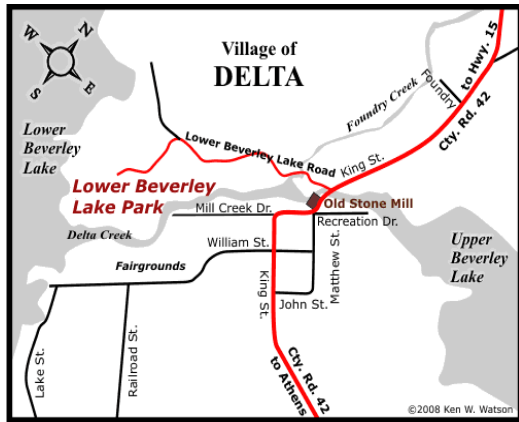 N
W
E
S
Village of
DELTA
to Hwy. 15
Cty. Rd. 42
Foundry
Foundry Creek
Lower
Beverley
Lake
Lower Beverley Lake Road
King St.
Lower Beverley
Lake Park
Old Stone Mill
Mill Creek Dr.
Recreation Dr.
Delta Creek
William St.
Matthew St.
Upper
Beverley
Lake
Fairgrounds
King St.
John St.
Lake St.
Railroad St.
Cty. Rd. 42
to Athens
©2008 Ken W. Watson